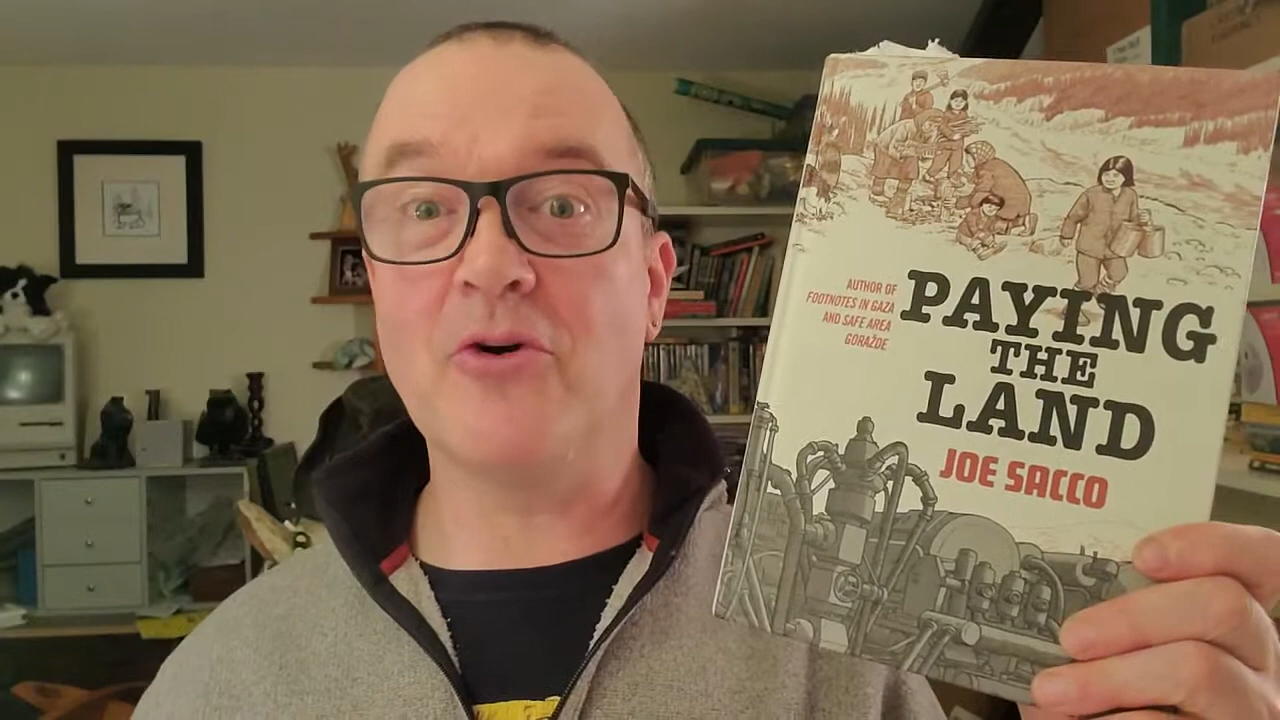 AUTHOR OF
FOOTNOTES IN GAZA
AND SAFE AREA
GORAŽDE
PAYING
THE
LAND
JOE SACCO